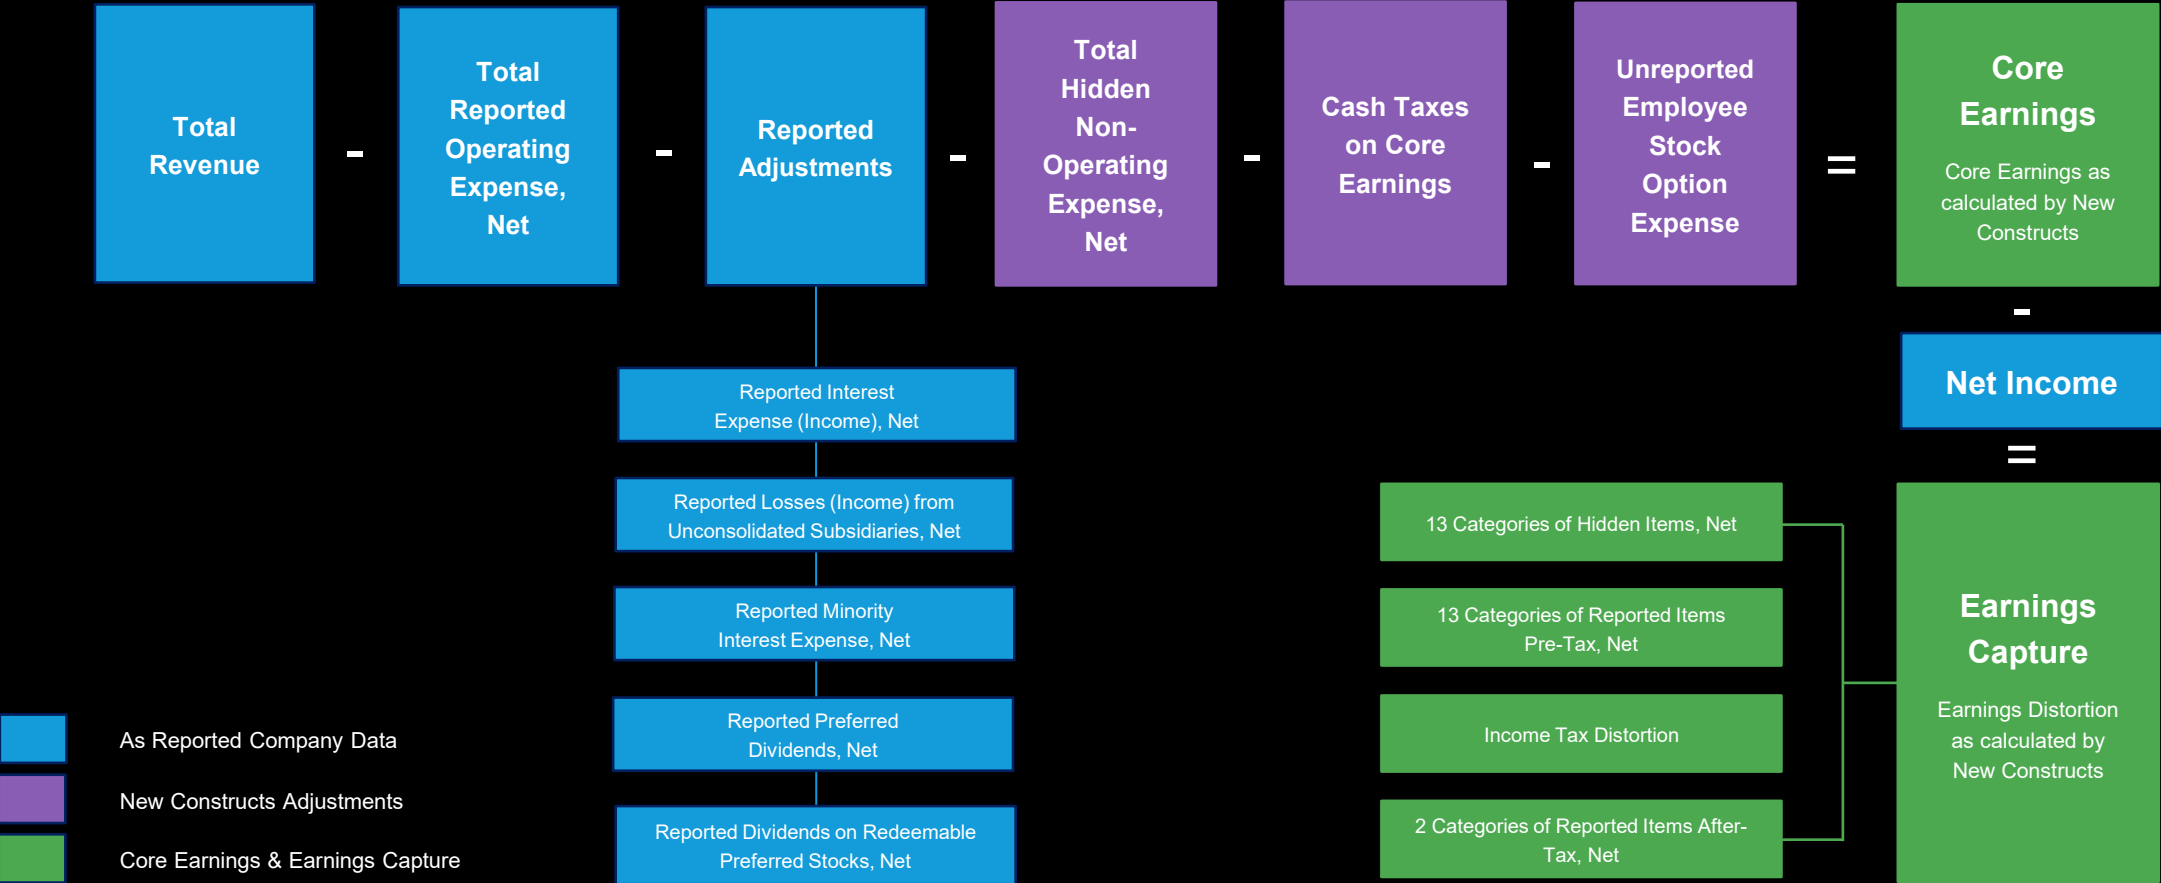 Total
Revenue
-
Total
Reported
Operating
Expense,
Net
-
Reported
Adjustments
-
Total
Hidden
Non-
Operating
Expense,
Net
-
Cash Taxes
on Core
Earnings
-
Unreported
Employee
Stock
Option
Expense
=
Core
Earnings
Core Earnings as
calculated by New
Constructs
-
Net Income
=
Earnings
Capture
Earnings Distortion
as calculated by
New Constructs
Reported Interest
Expense (Income), Net
Reported Losses (Income) from
Unconsolidated Subsidiaries, Net
Reported Minority
Interest Expense, Net
Reported Preferred
Dividends, Net
Reported Dividends on Redeemable
Preferred Stocks, Net
13 Categories of Hidden Items, Net
13 Categories of Reported Items
Pre-Tax, Net
Income Tax Distortion
2 Categories of Reported Items After-
Tax, Net
As Reported Company Data
New Constructs Adjustments
Core Earnings & Earnings Capture